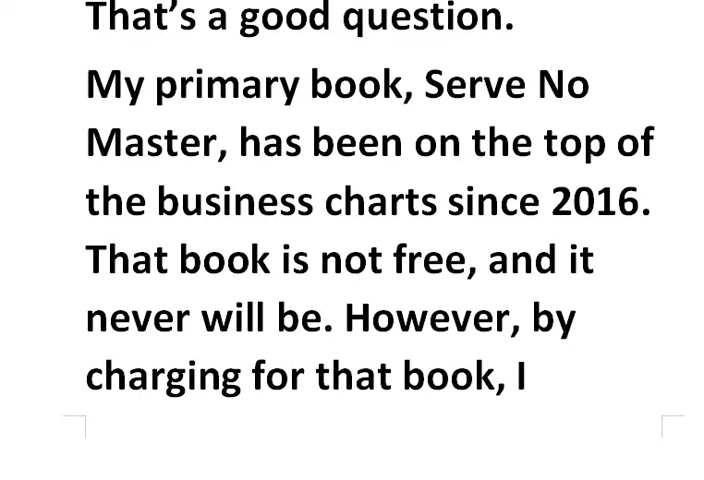 That’s a good question.
My primary book, Serve No
Master, has been on the top of
the business charts since 2016.
That book is not free, and it
never will be. However, by
charging for that book, I